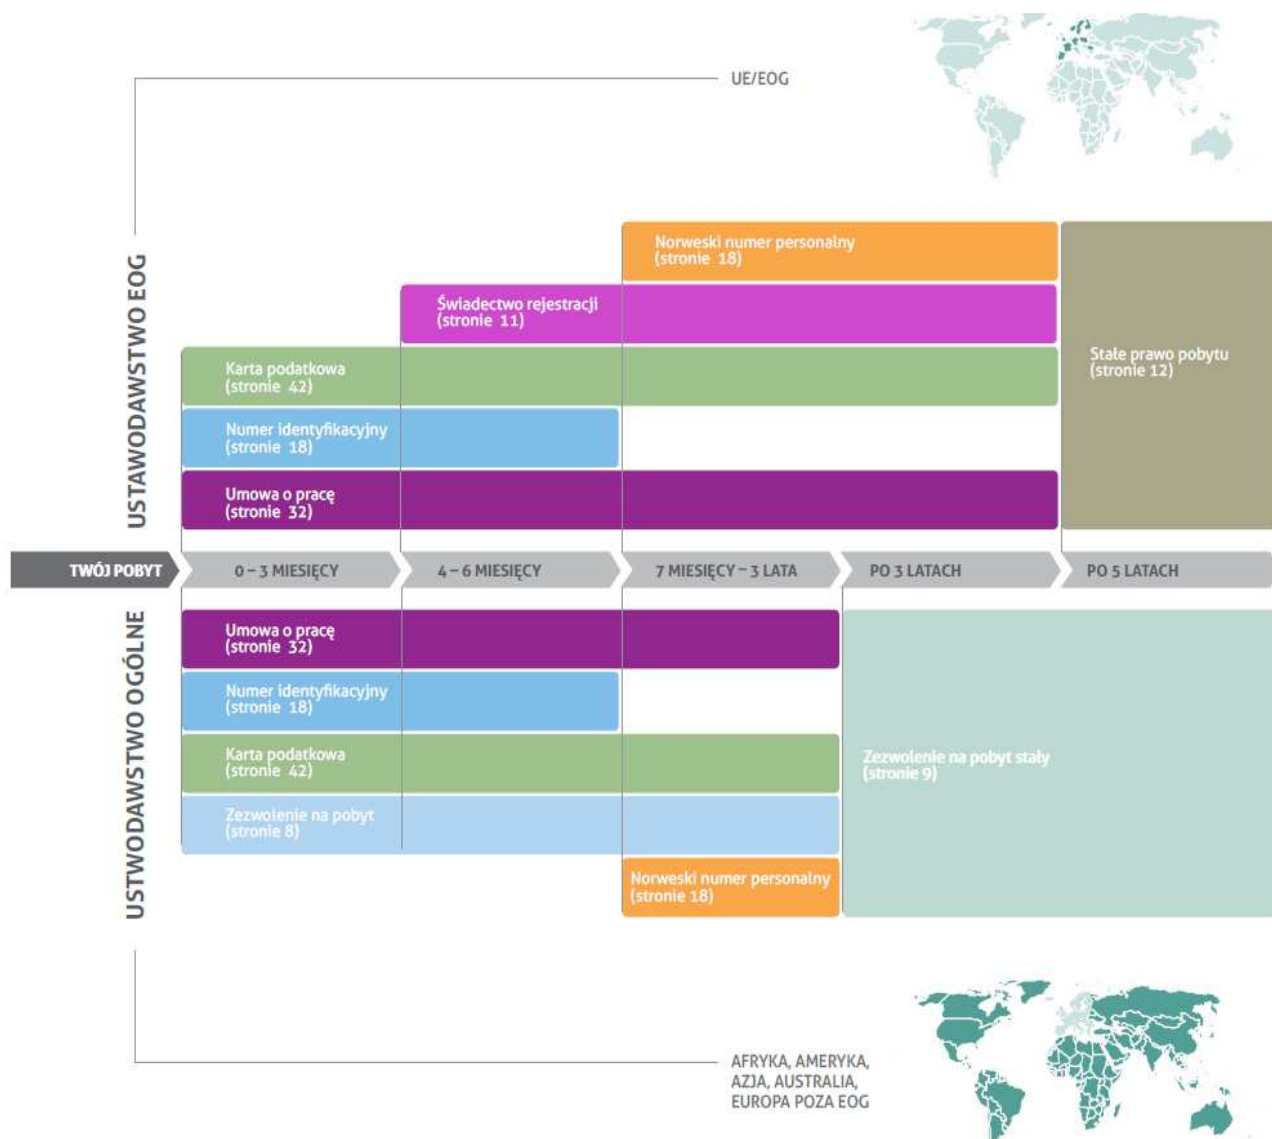 UE/EOG
USTAWODAWSTWO EOG
Norweski numer personalny
(stronie 18)
Świadectwo rejestracji
(stronie 11)
Karta podatkowa
(stronie 42)
Stałe prawo pobytu
(stronie 12)
Numer identyfikacyjny
(stronie 18)
Umowa o pracę
(stronie 32)
TWÓJ POBYT
0 – 3 MIESIĘCY
4 – 6 MIESIĘCY
7 MIESIĘCY – 3 LATA
PO 3 LATACH
PO 5 LATACH
USTWODAWSTWO OGÓLNE
Umowa o pracę
(stronie 32)
Numer identyfikacyjny
(stronie 18)
Karta podatkowa
(stronie 42)
Zezwolenie na pobyt stały
(stronie 9)
Zezwolenie na pobyt
(stronie 8)
Norweski numer personalny
(stronie 18)
AFRYKA, AMERYKA,
AZJA, AUSTRALIA,
EUROPA POZA EOG